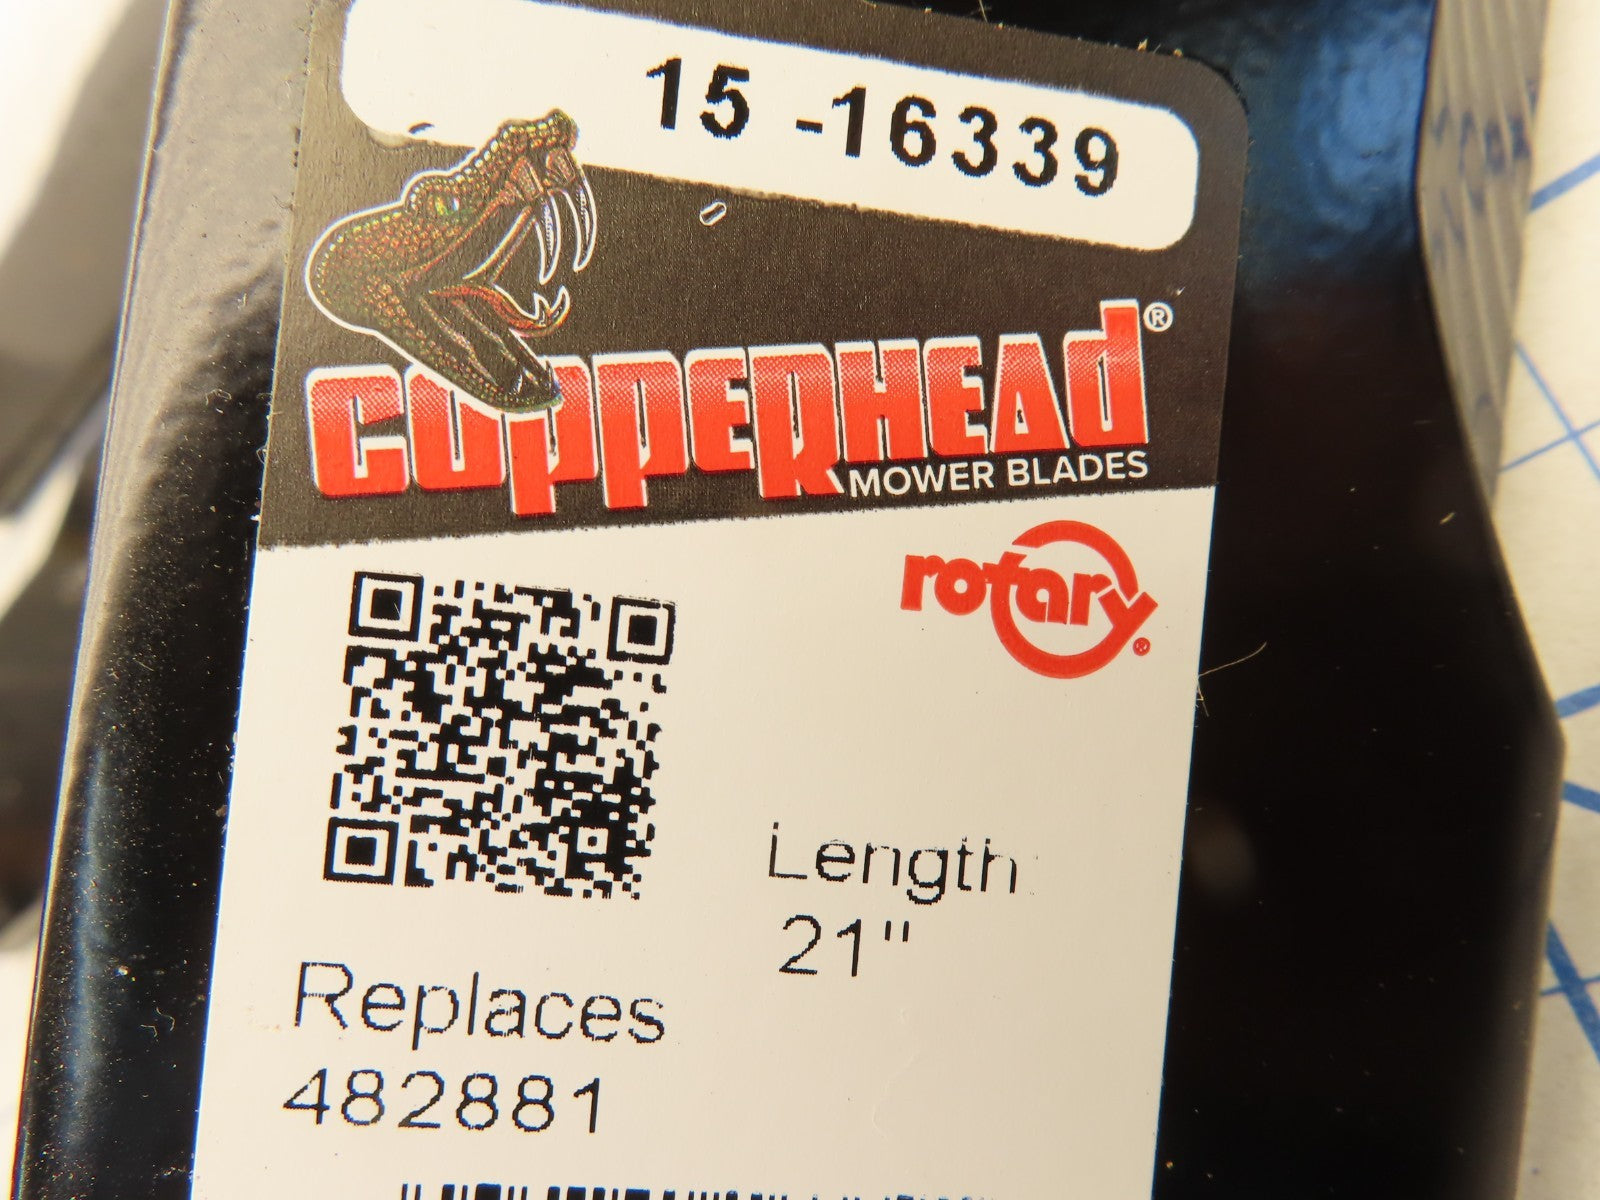 15 -16339
COPPERHEAD®
MOWER BLADES
rotary®
Length
21"
Replaces
482881